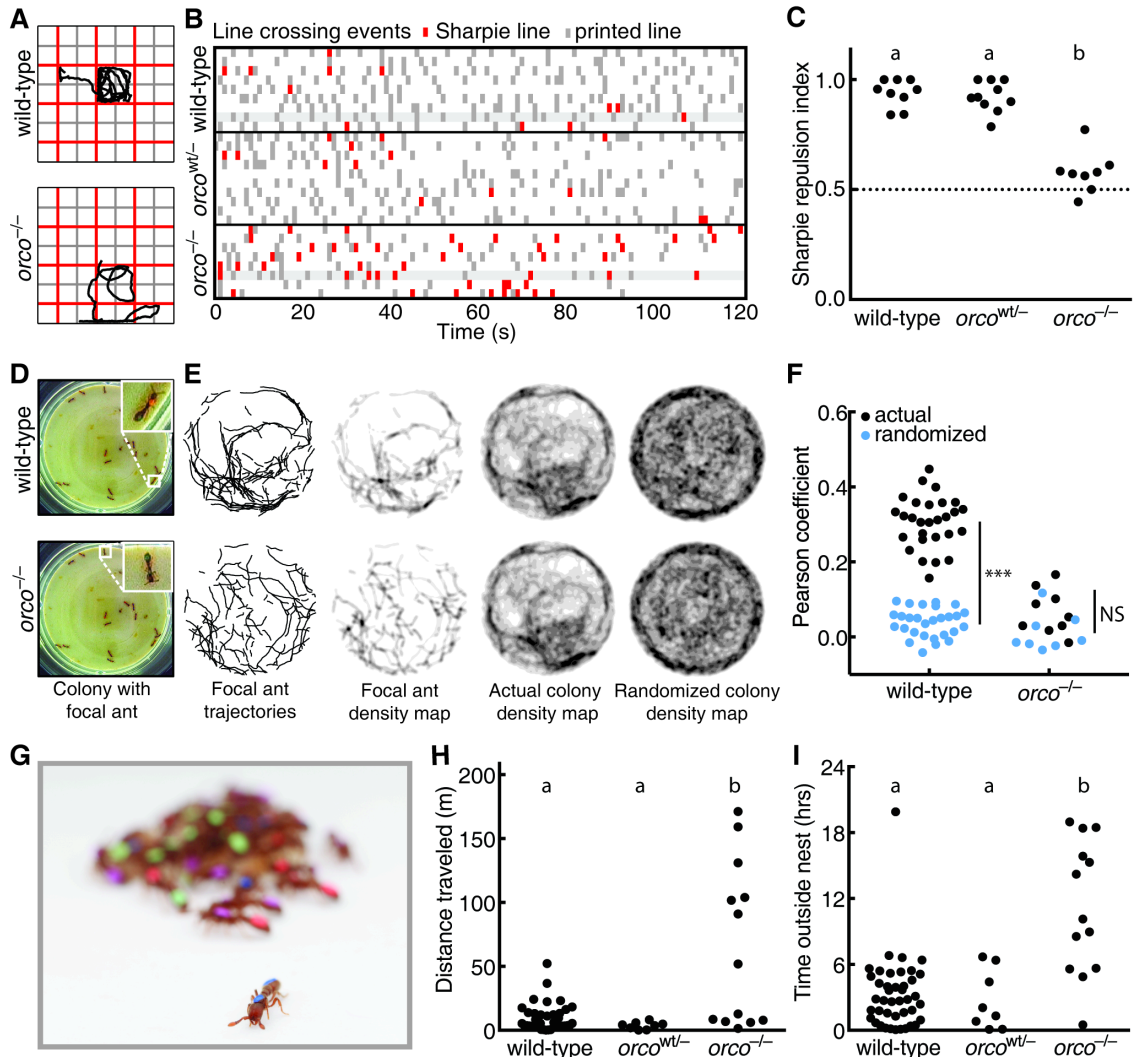 A
wild-type
orco–/–
B
Line crossing events Sharpie line printed line
wild-type
orcowt/–
orco–/–
0 20 40 60 80 100 120
Time (s)
C
Sharpie repulsion index
a a b
1.0
0.5
0.0
wild-type orcowt/– orco–/–
D
wild-type
orco–/–
Colony with
focal ant
E
Focal ant
trajectories
Focal ant
density map
Actual colony
density map
Randomized colony
density map
F
Pearson coefficient
actual
randomized
0.6
0.4
0.2
0.0
***
NS
wild-type orco–/–
G
H
Distance traveled (m)
200
150
100
50
0
a a b
wild-type orcowt/– orco–/–
I
Time outside nest (hrs)
24
18
12
6
0
a a b
wild-type orcowt/– orco–/–